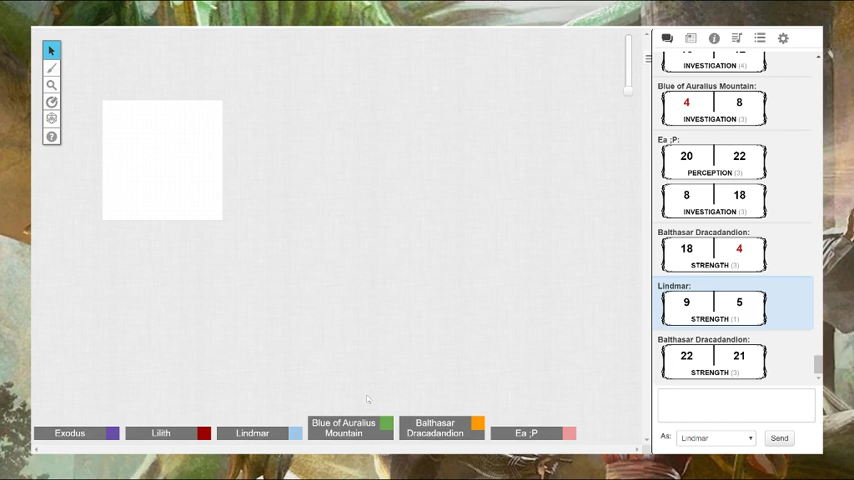 INVESTIGATION (4)
Blue of Auralius Mountain:
4 8
INVESTIGATION (3)
Ea ;P:
20 22
PERCEPTION (3)
8 18
INVESTIGATION (3)
Balthasar Dracadandion:
18 4
STRENGTH (3)
Lindmar:
9 5
STRENGTH (1)
Balthasar Dracadandion:
22 21
STRENGTH (3)
As: Lindmar Send
Exodus
Lilith
Lindmar
Blue of Auralius
Mountain
Balthasar
Dracadandion
Ea ;P